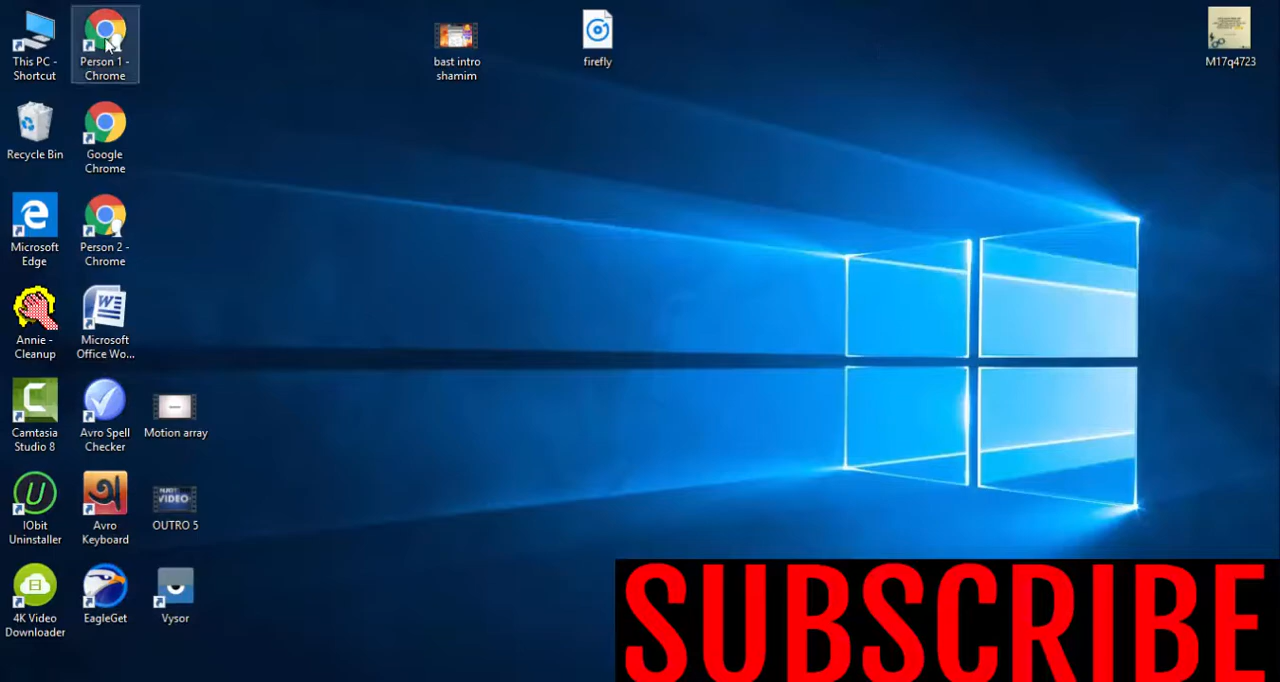 This PC -
Shortcut
Person 1 -
Chrome
bast intro
shamim
firefly
M17q4723
Recycle Bin
Google
Chrome
Microsoft
Edge
Person 2 -
Chrome
Annie -
Cleanup
Microsoft
Office Wo...
Camtasia
Studio 8
Avro Spell
Checker
Motion array
IObit
Uninstaller
Avro
Keyboard
VIDEO
OUTRO 5
4K Video
Downloader
EagleGet
Vysor
SUBSCRIBE